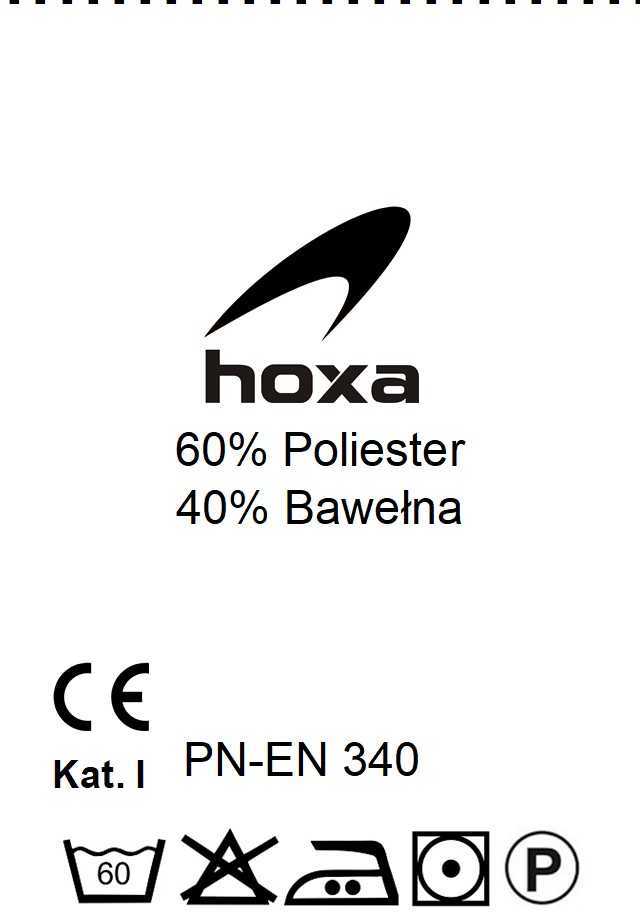 hoxa
60% Poliester
40% Bawełna
CE
Kat. I
PN-EN 340
60
P